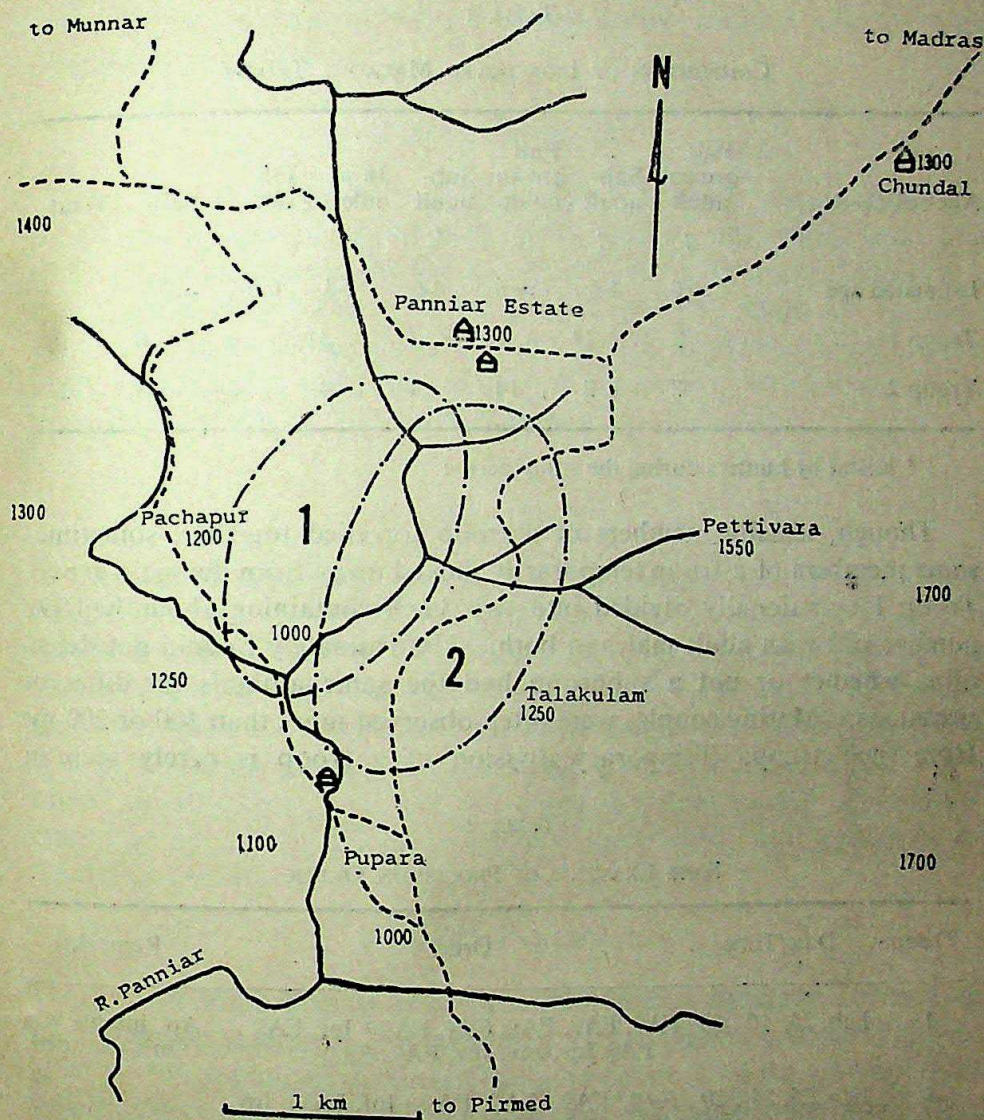 to Munnar
to Madras
N
1300
Chundal
1400
Panniar Estate
1300
1300
1
Pachapur
1200
Pettivara
1550
1700
1000
2
1250
Talakulam
1250
1100
Pupara
1700
1000
R.Panniar
1 km
to Pirmed